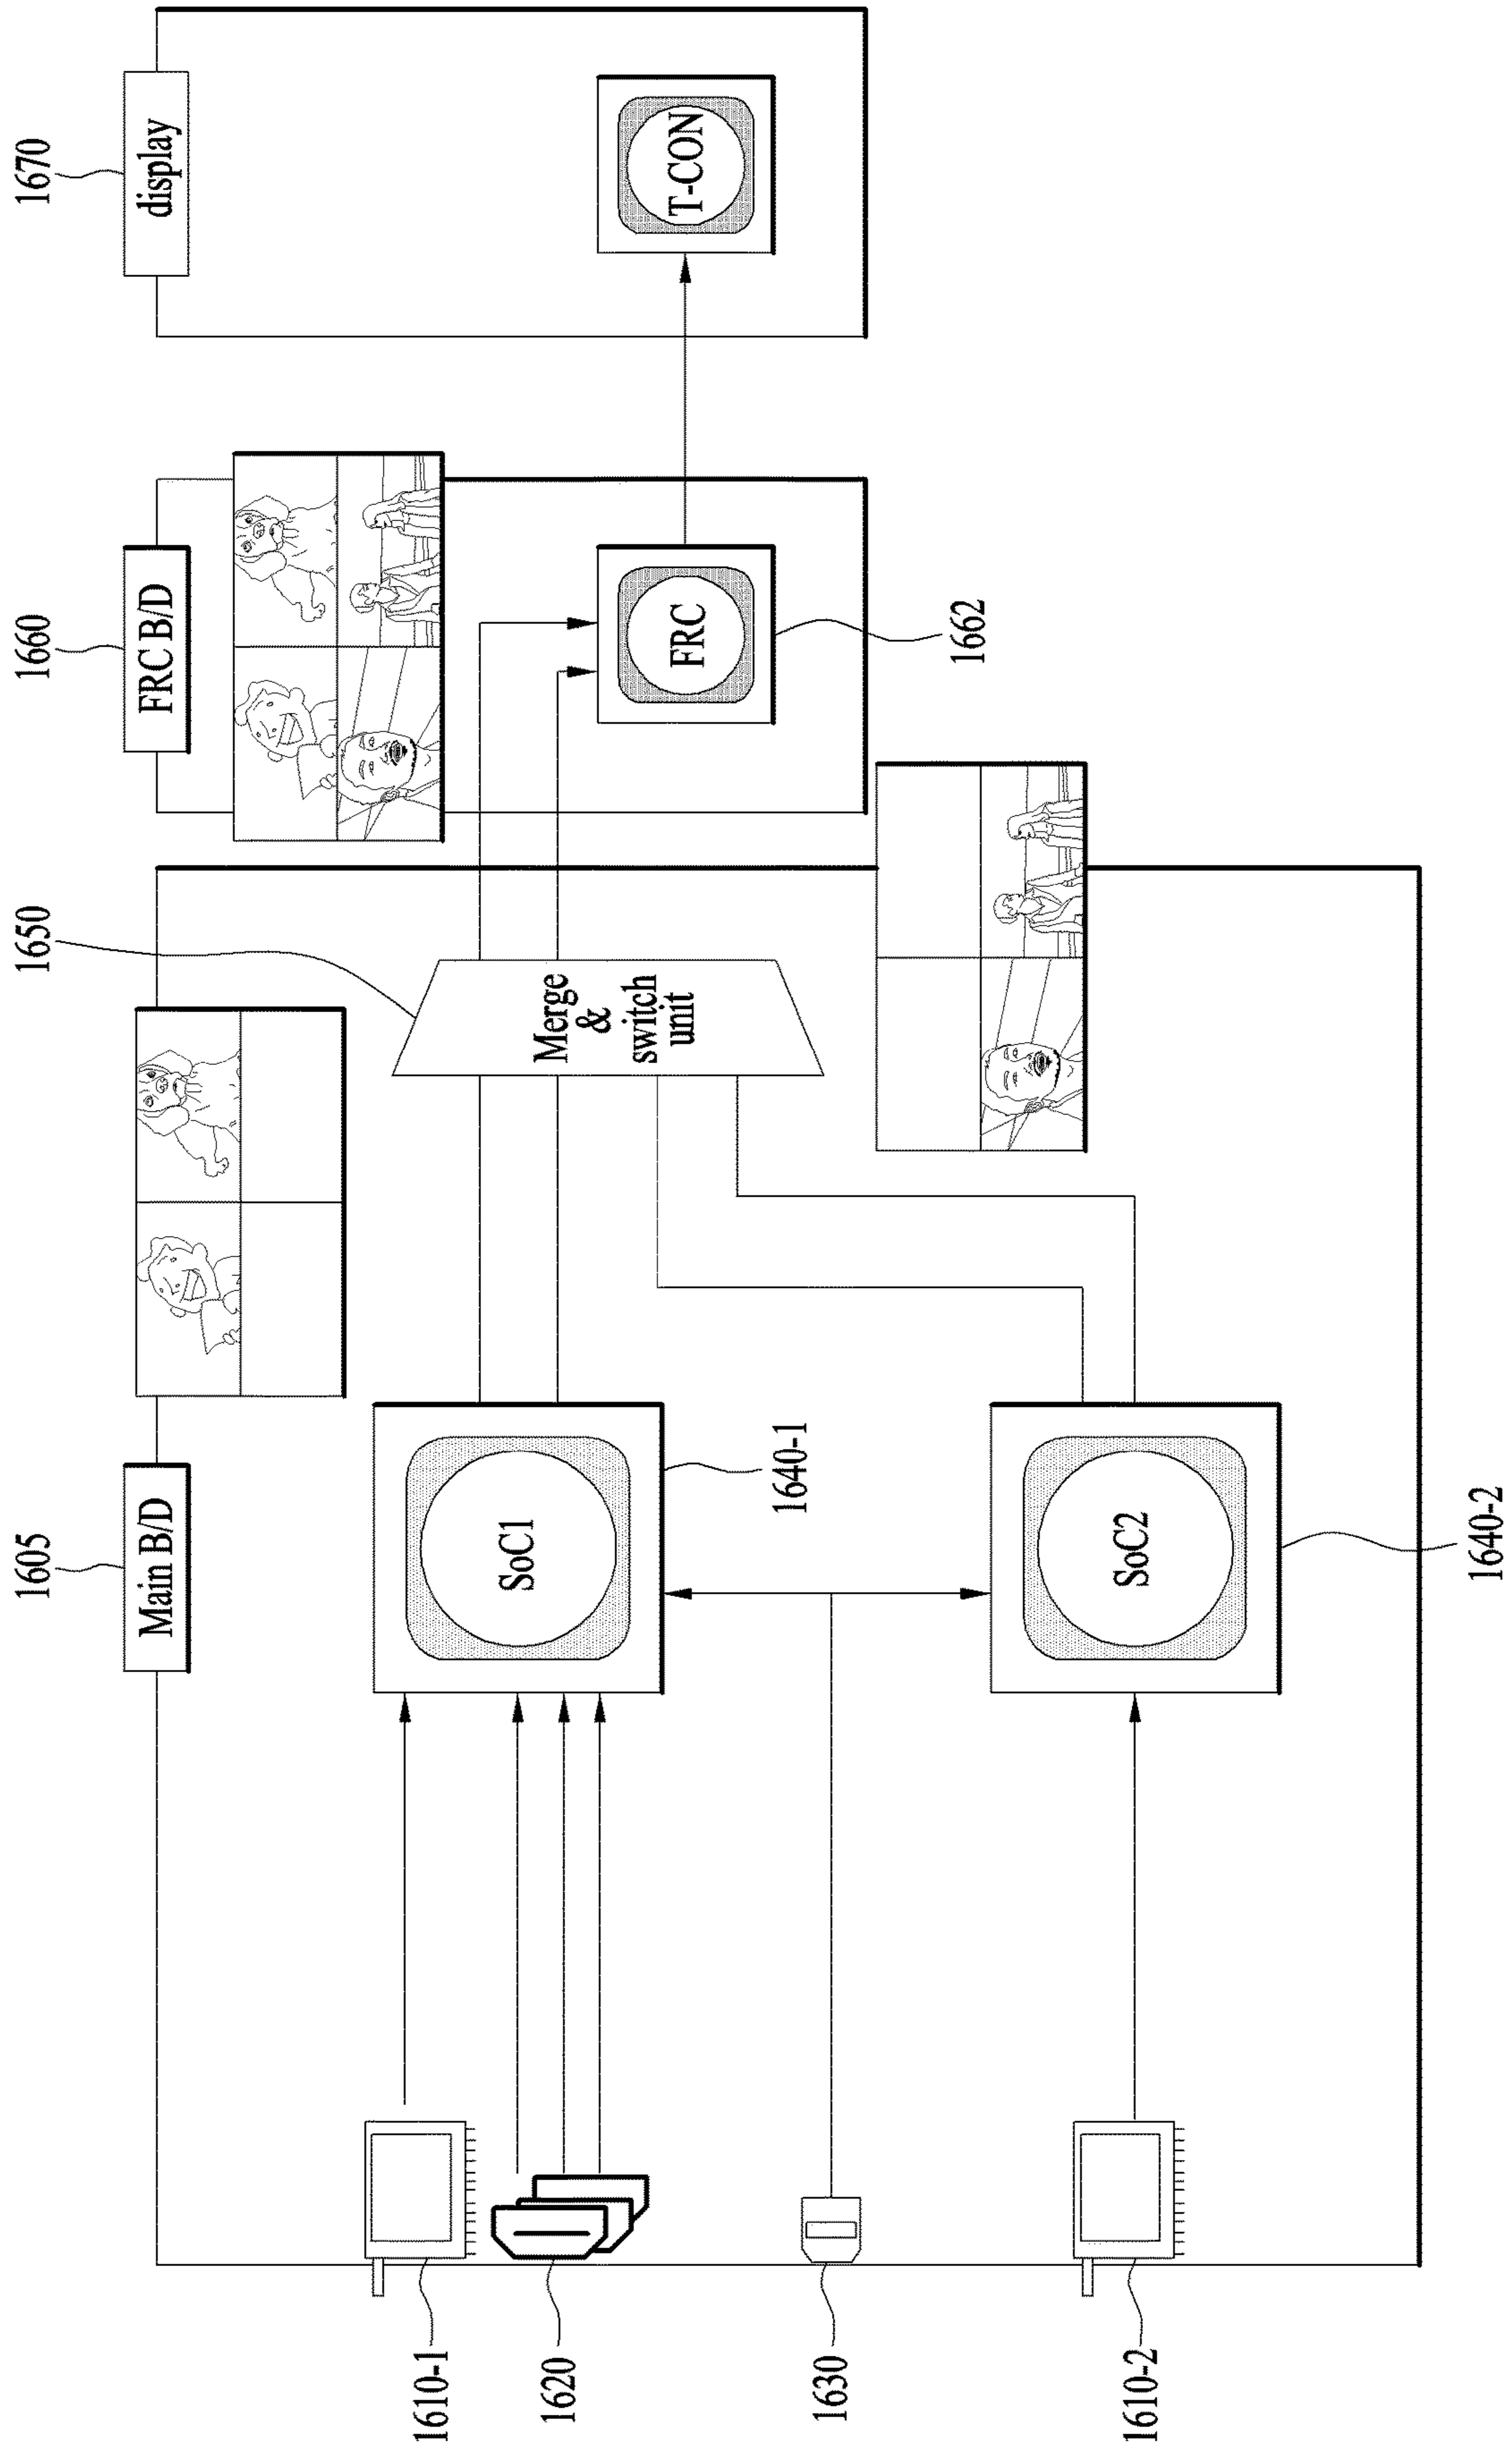 1605
Main B/D
1650
1660
FRC B/D
1670
display
1610-1
1620
1630
1610-2
SoC1
1640-1
SoC2
1640-2
Merge
&
switch
unit
FRC
1662
T-CON